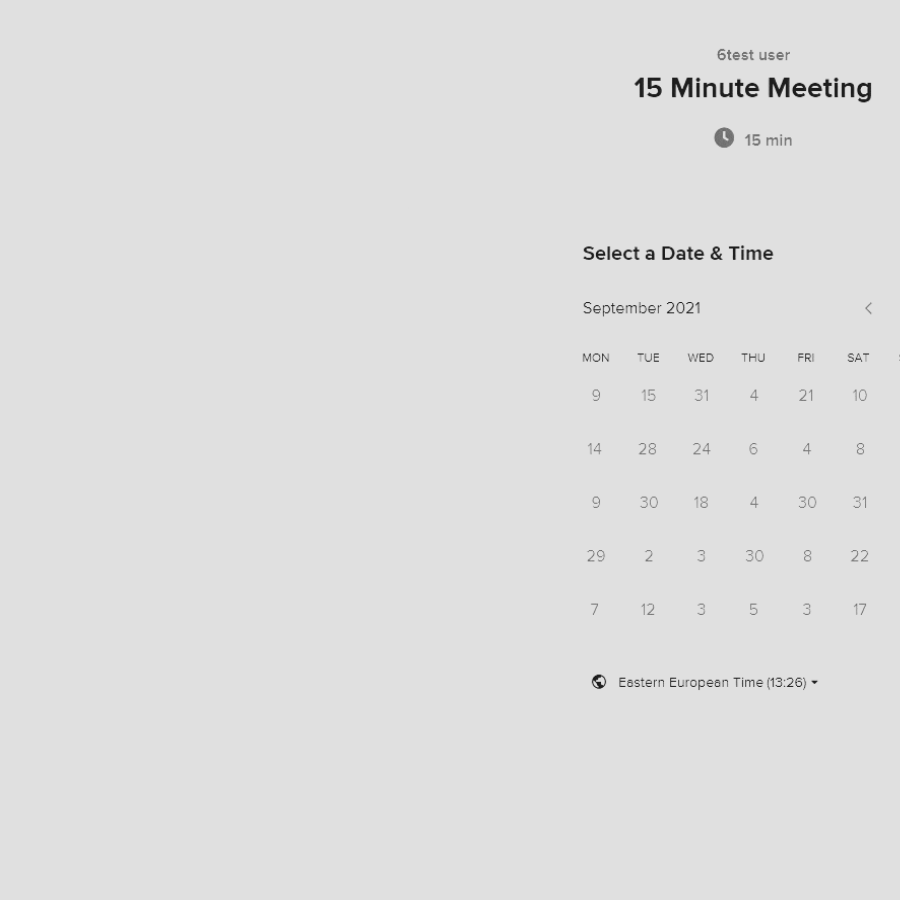 6test user
15 Minute Meeting
15 min
Select a Date & Time
September 2021
MON TUE WED THU FRI SAT
9 15 31 4 21 10
14 28 24 6 4 8
9 30 18 4 30 31
29 2 3 30 8 22
7 12 3 5 3 17
Eastern European Time (13:26)